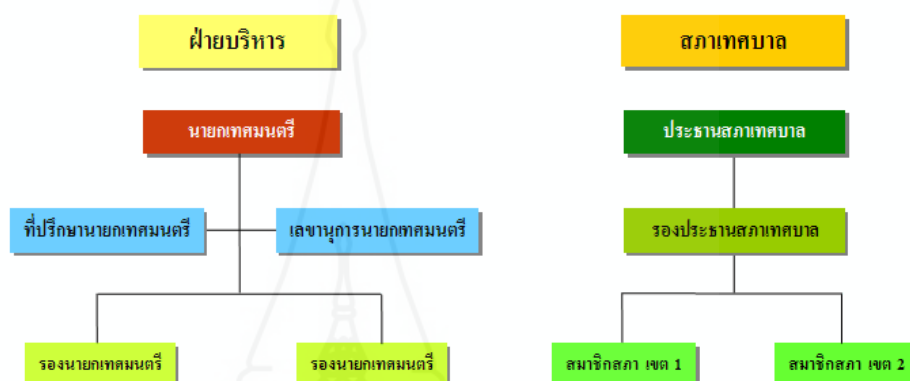 ฝ่ายบริหาร
สภาเทศบาล
นายกเทศมนตรี
ประธานสภาเทศบาล
ที่ปรึกษานายกเทศมนตรี
เลขานุการนายกเทศมนตรี
รองประธานสภาเทศบาล
รองนายกเทศมนตรี
รองนายกเทศมนตรี
สมาชิกสภา เขต 1
สมาชิกสภา เขต 2